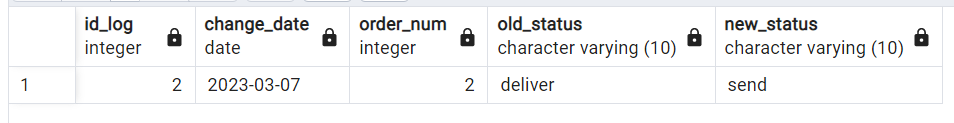 id_log change_date order_num old_status new_status
integer date integer character varying (10) character varying (10)
1 2 2023-03-07 2 deliver send